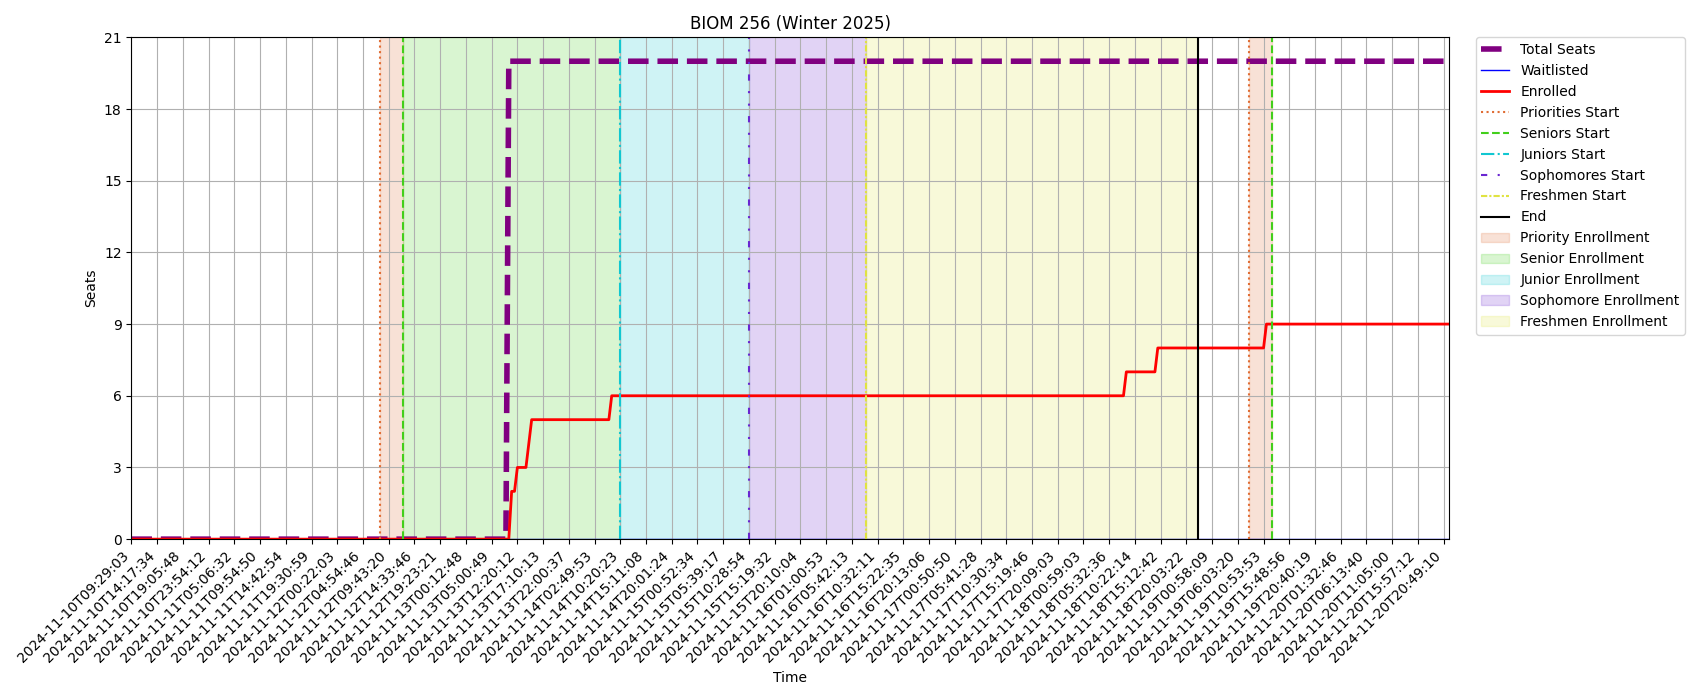 BIOM 256 (Winter 2025)
21
18
15
12
9
6
3
0
Seats
2024-11-10T09:29:03
2024-11-10T14:17:34
2024-11-10T19:05:48
2024-11-10T23:54:12
2024-11-11T05:06:32
2024-11-11T09:54:50
2024-11-11T14:42:54
2024-11-11T19:30:59
2024-11-12T00:22:03
2024-11-12T04:54:46
2024-11-12T09:43:20
2024-11-12T14:33:46
2024-11-12T19:23:21
2024-11-13T00:12:48
2024-11-13T05:00:49
2024-11-13T12:20:12
2024-11-13T17:10:13
2024-11-13T22:00:37
2024-11-14T02:49:53
2024-11-14T10:20:23
2024-11-14T15:11:08
2024-11-14T20:01:24
2024-11-15T00:52:34
2024-11-15T05:39:17
2024-11-15T10:28:54
2024-11-15T15:19:32
2024-11-15T20:10:04
2024-11-16T01:00:53
2024-11-16T05:42:13
2024-11-16T10:32:11
2024-11-16T15:22:35
2024-11-16T20:13:06
2024-11-17T00:50:50
2024-11-17T05:41:28
2024-11-17T10:30:34
2024-11-17T15:19:46
2024-11-17T20:09:03
2024-11-18T00:59:03
2024-11-18T05:32:36
2024-11-18T10:22:14
2024-11-18T15:12:42
2024-11-18T20:03:22
2024-11-19T00:58:09
2024-11-19T06:03:20
2024-11-19T10:53:53
2024-11-19T15:48:56
2024-11-19T20:40:19
2024-11-20T01:32:46
2024-11-20T06:13:40
2024-11-20T11:05:00
2024-11-20T15:57:12
2024-11-20T20:49:10
Time
Total Seats
Waitlisted
Enrolled
Priorities Start
Seniors Start
Juniors Start
Sophomores Start
Freshmen Start
End
Priority Enrollment
Senior Enrollment
Junior Enrollment
Sophomore Enrollment
Freshmen Enrollment